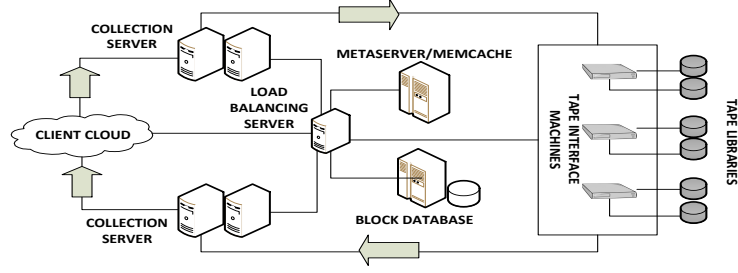 COLLECTION
SERVER
METASERVER/MEMCACHE
LOAD
BALANCING
SERVER
CLIENT CLOUD
TAPE INTERFACE
MACHINES
TAPE LIBRARIES
COLLECTION
SERVER
BLOCK DATABASE